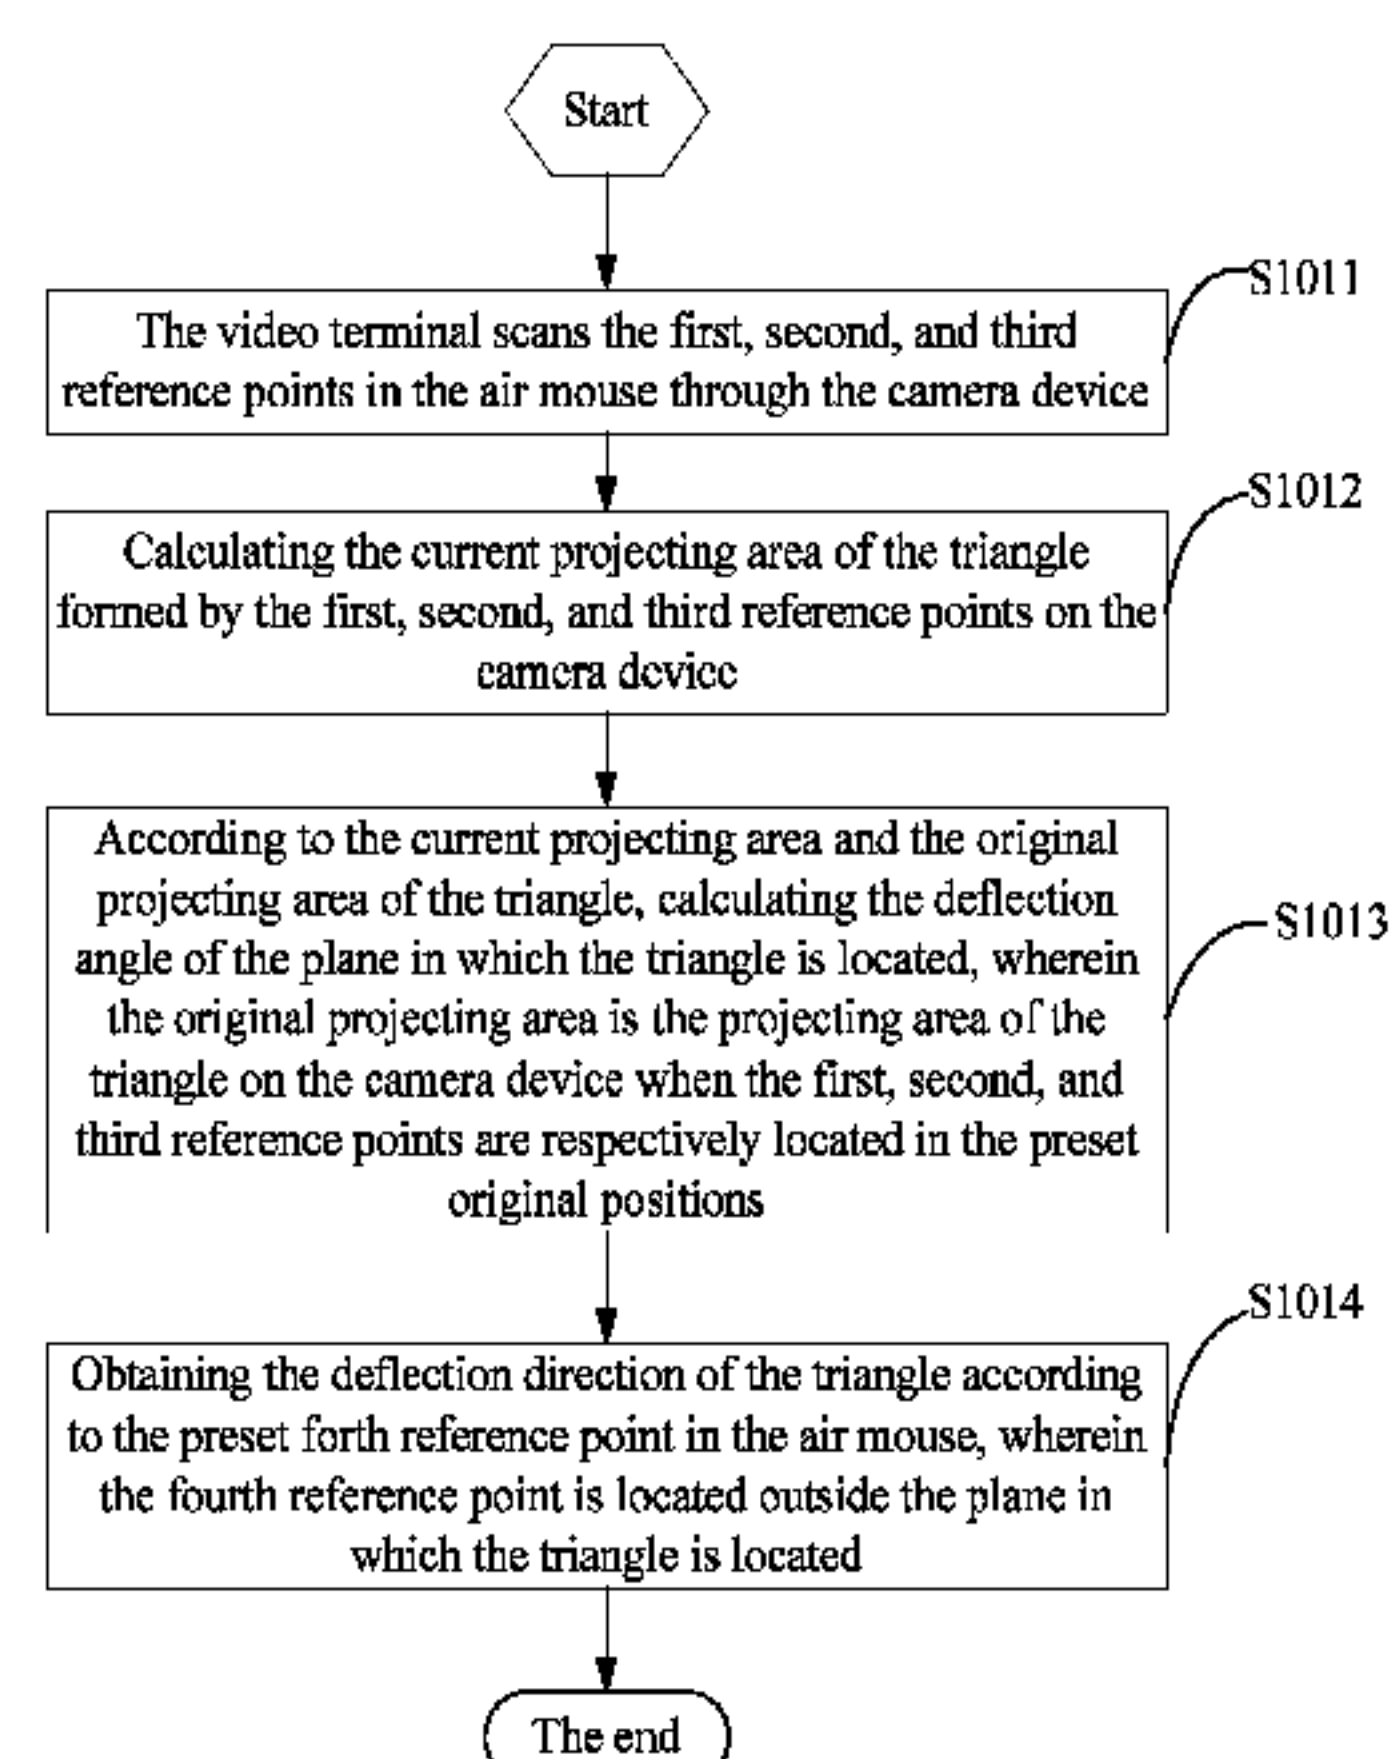 Start
S1011
The video terminal scans the first, second, and third
reference points in the air mouse through the camera device
S1012
Calculating the current projecting area of the triangle
formed by the first, second, and third reference points on the
camera device
According to the current projecting area and the original
projecting area of the triangle, calculating the deflection
angle of the plane in which the triangle is located, wherein
the original projecting area is the projecting area of the
triangle on the camera device when the first, second, and
third reference points are respectively located in the preset
original positions
S1013
S1014
Obtaining the deflection direction of the triangle according
to the preset forth reference point in the air mouse, wherein
the fourth reference point is located outside the plane in
which the triangle is located
The end